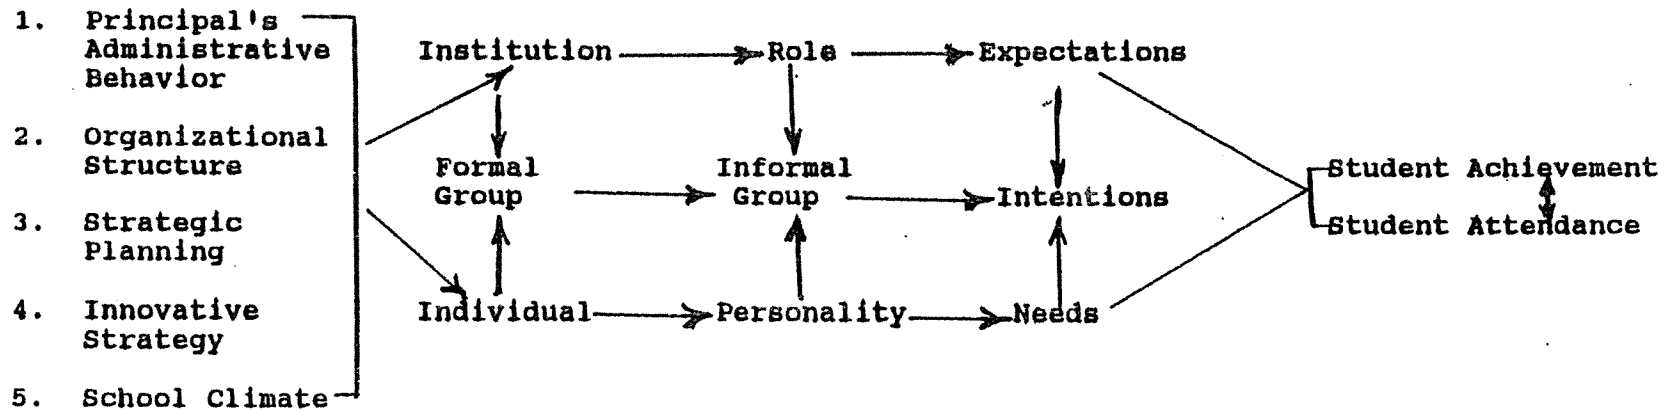 1. Principal's
Administrative
Behavior
2. Organizational
Structure
3. Strategic
Planning
4. Innovative
Strategy
5. School Climate
Institution
Role
Expectations
Formal
Group
Informal
Group
Intentions
Individual
Personality
Needs
Student Achievement
Student Attendance